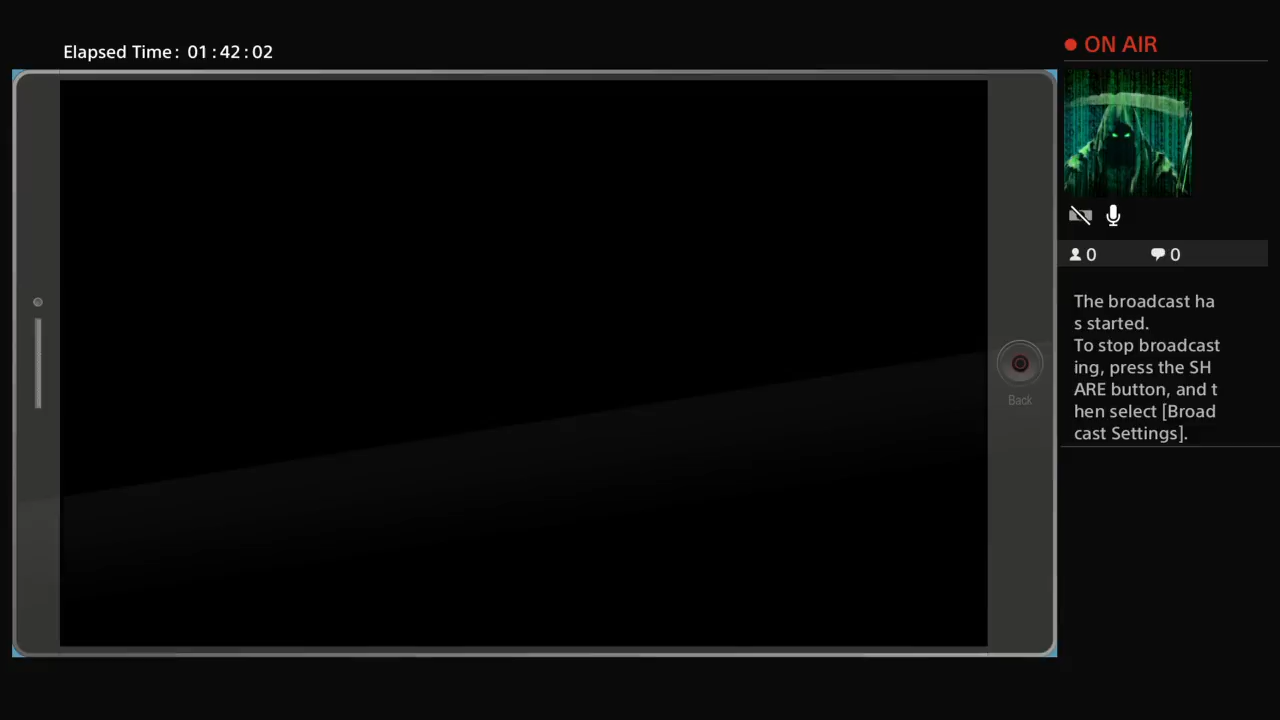 Elapsed Time: 01:42:02
ON AIR
0
0
The broadcast ha
s started.
To stop broadcast
ing, press the SH
ARE button, and t
hen select [Broad
cast Settings].
Back